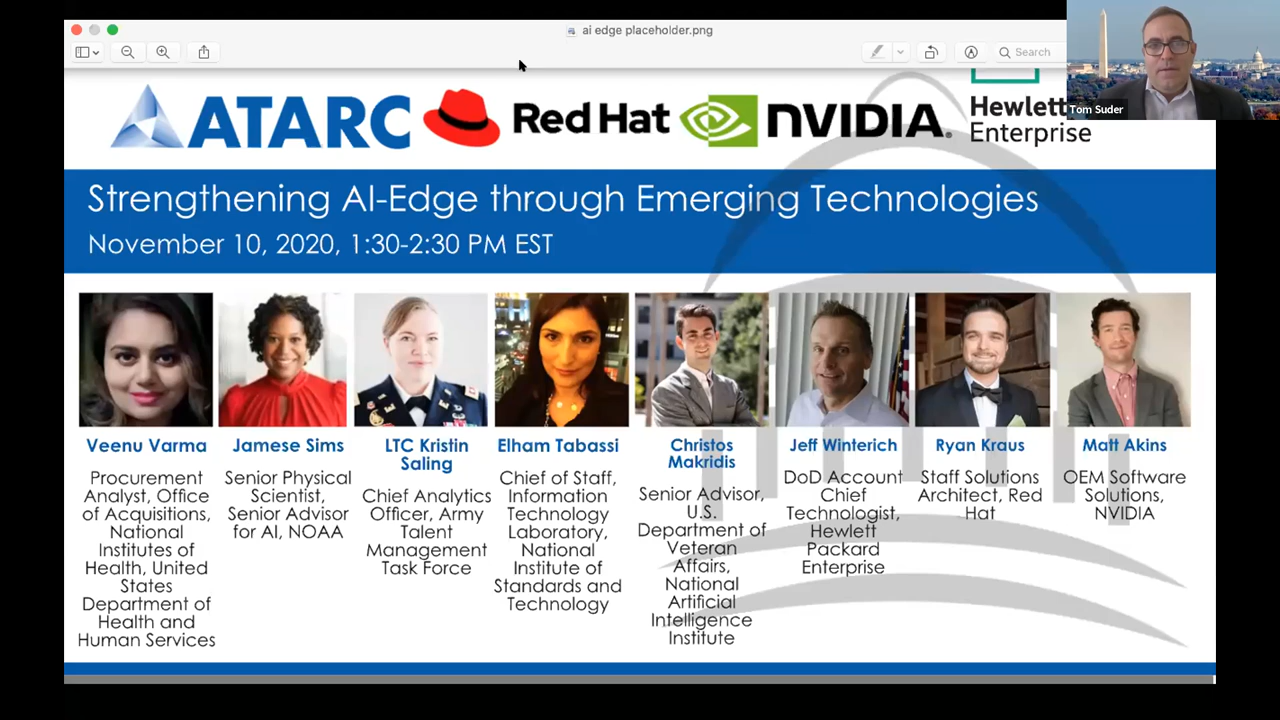 ai edge placeholder.png
Search
Tom Suder
ATARC
Red Hat
NVIDIA.
Hewlett
Enterprise
Strengthening AI-Edge through Emerging Technologies
November 10, 2020, 1:30-2:30 PM EST
Veenu Varma
Procurement
Analyst, Office
of Acquisitions,
National
Institutes of
Health, United
States
Department of
Health and
Human Services
Jamese Sims
Senior Physical
Scientist,
Senior Advisor
for AI, NOAA
LTC Kristin
Saling
Chief Analytics
Officer, Army
Talent
Management
Task Force
Elham Tabassi
Chief of Staff,
Information
Technology
Laboratory,
National
Institute of
Standards and
Technology
Christos
Makridis
Senior Advisor,
U.S.
Department of
Veteran
Affairs,
National
Artificial
Intelligence
Institute
Jeff Winterich
DoD Account
Chief
Technologist,
Hewlett
Packard
Enterprise
Ryan Kraus
Staff Solutions
Architect, Red
Hat
Matt Akins
OEM Software
Solutions,
NVIDIA